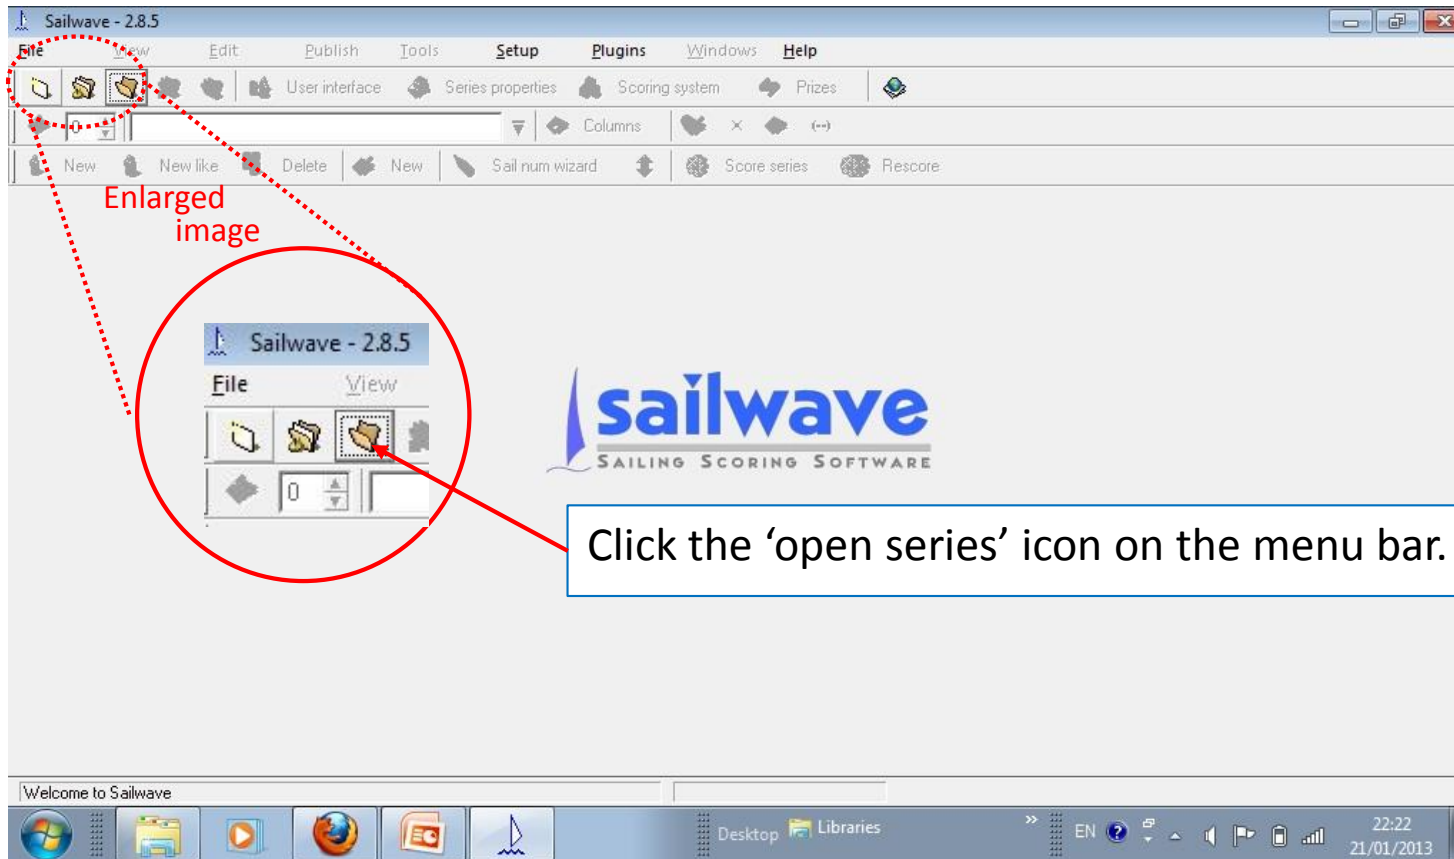 Sailwave - 2.8.5
File View Edit Publish Tools Setup Plugins Windows Help
User interface Series properties Scoring system Prizes
0 Columns (--)
New New like Delete New Sail num wizard Score series Rescore
Enlarged
image
Sailwave - 2.8.5
File View
0
sailwave
SAILING SCORING SOFTWARE
Click the ‘open series’ icon on the menu bar.
Welcome to Sailwave
Desktop Libraries » EN 22:22
21/01/2013